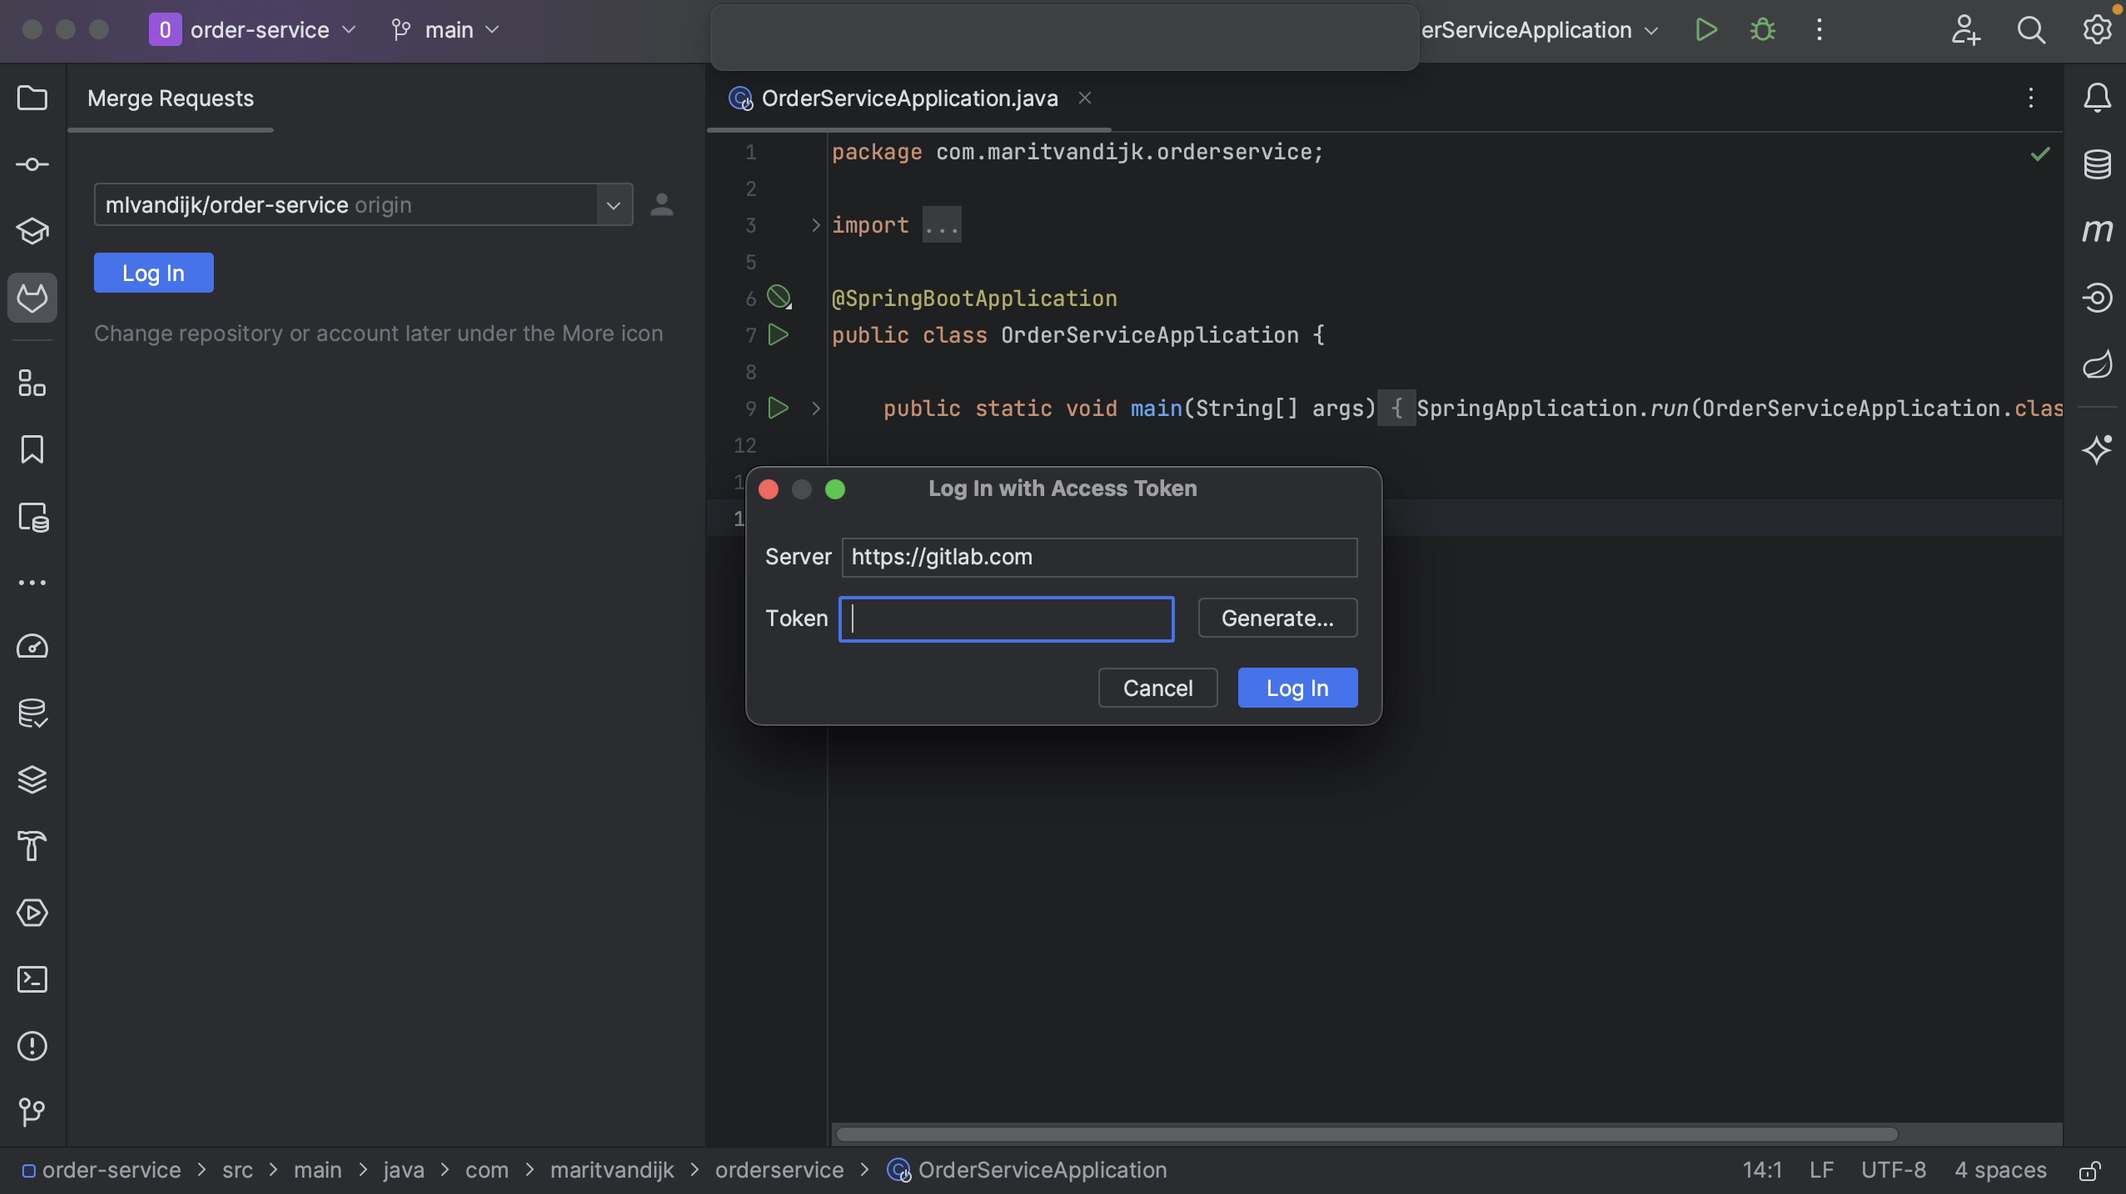 O order-service main erServiceApplication
Merge Requests
OrderServiceApplication.java
mlvandijk/order-service origin
Log In
Change repository or account later under the More icon
1 package com.maritvandijk.orderservice;
2
3 import ...
5
6 @SpringBootApplication
7 public class OrderServiceApplication {
8
9 public static void main(String[] args) { SpringApplication.run(OrderServiceApplication.clas
12
1
1
Log In with Access Token
Server https://gitlab.com
Token Generate...
Cancel Log In
m
order-service > src > main > java > com > maritvandijk > orderservice > OrderServiceApplication 14:1 LF UTF-8 4 spaces